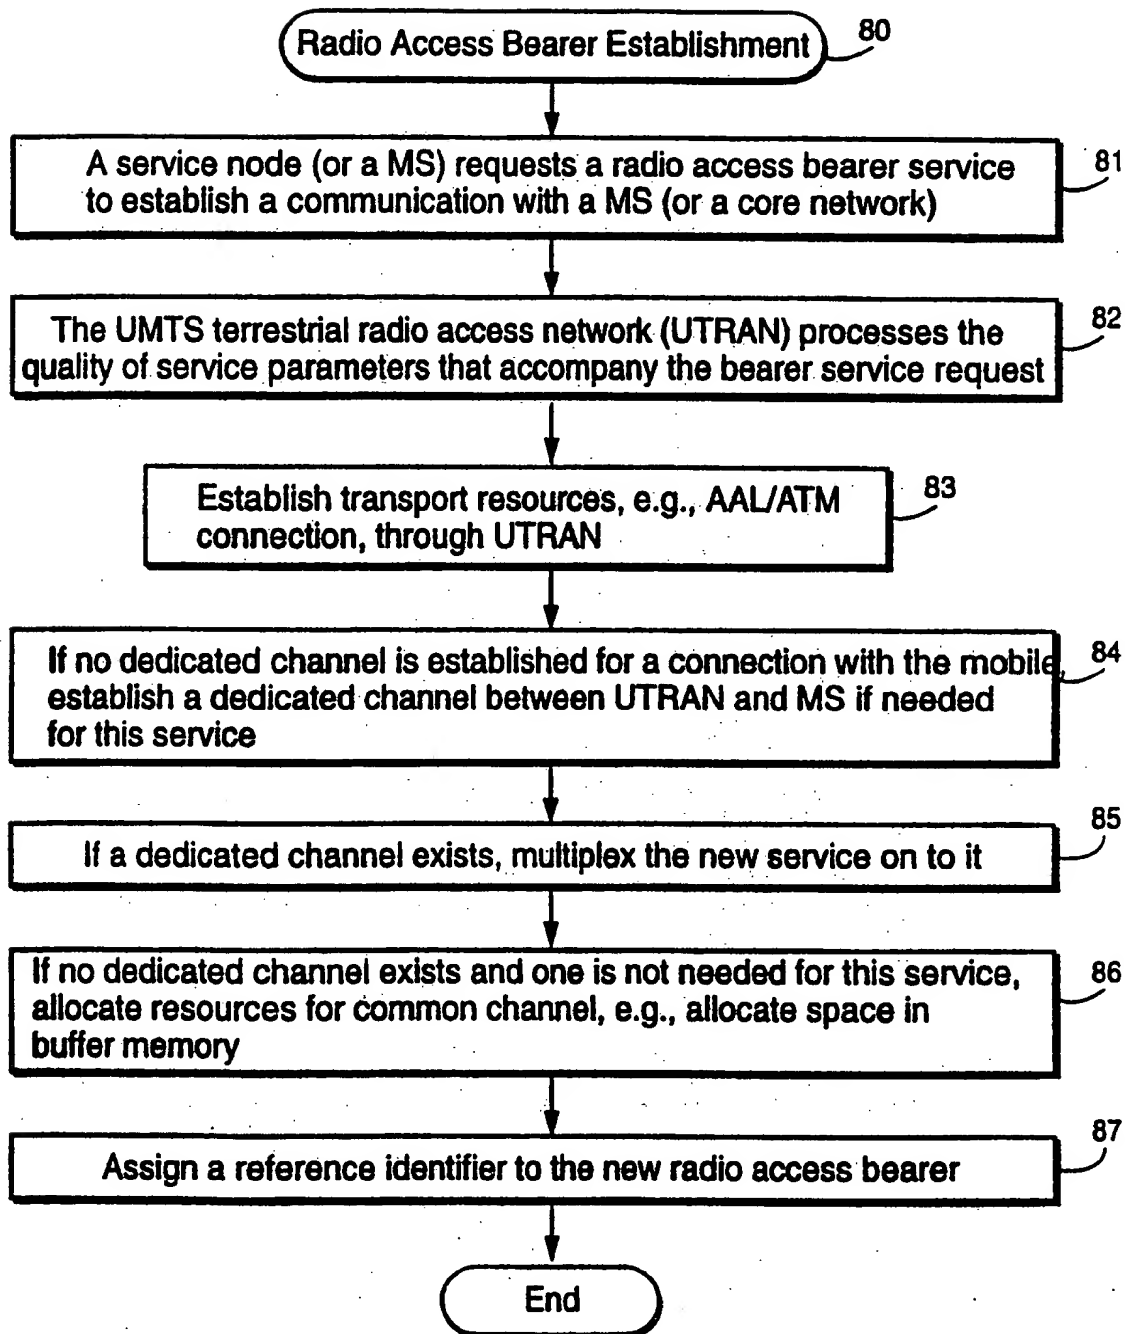 Radio Access Bearer Establishment
80
A service node (or a MS) requests a radio access bearer service
to establish a communication with a MS (or a core network)
81
The UMTS terrestrial radio access network (UTRAN) processes the
quality of service parameters that accompany the bearer service request
82
Establish transport resources, e.g., AAL/ATM
connection, through UTRAN
83
If no dedicated channel is established for a connection with the mobile,
establish a dedicated channel between UTRAN and MS if needed
for this service
84
If a dedicated channel exists, multiplex the new service on to it
85
If no dedicated channel exists and one is not needed for this service,
allocate resources for common channel, e.g., allocate space in
buffer memory
86
Assign a reference identifier to the new radio access bearer
87
End